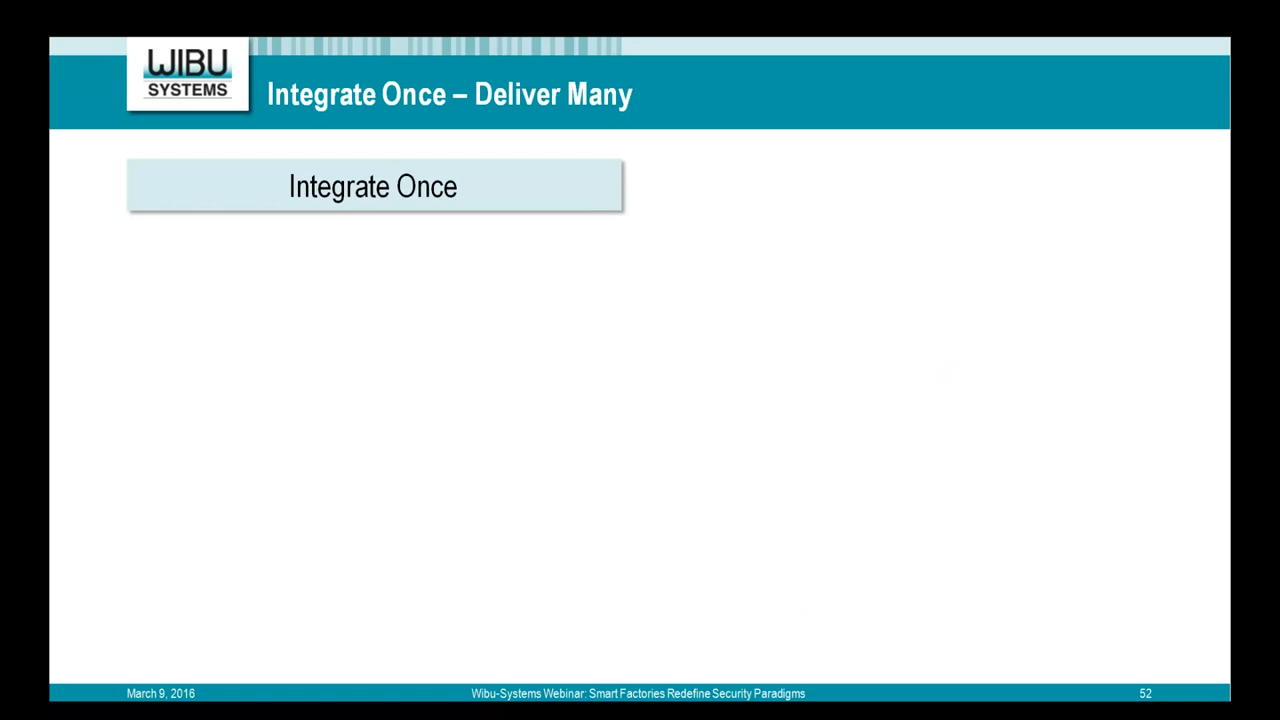 WIBU
SYSTEMS
Integrate Once – Deliver Many
Integrate Once
March 9, 2016
Wibu-Systems Webinar: Smart Factories Redefine Security Paradigms
52